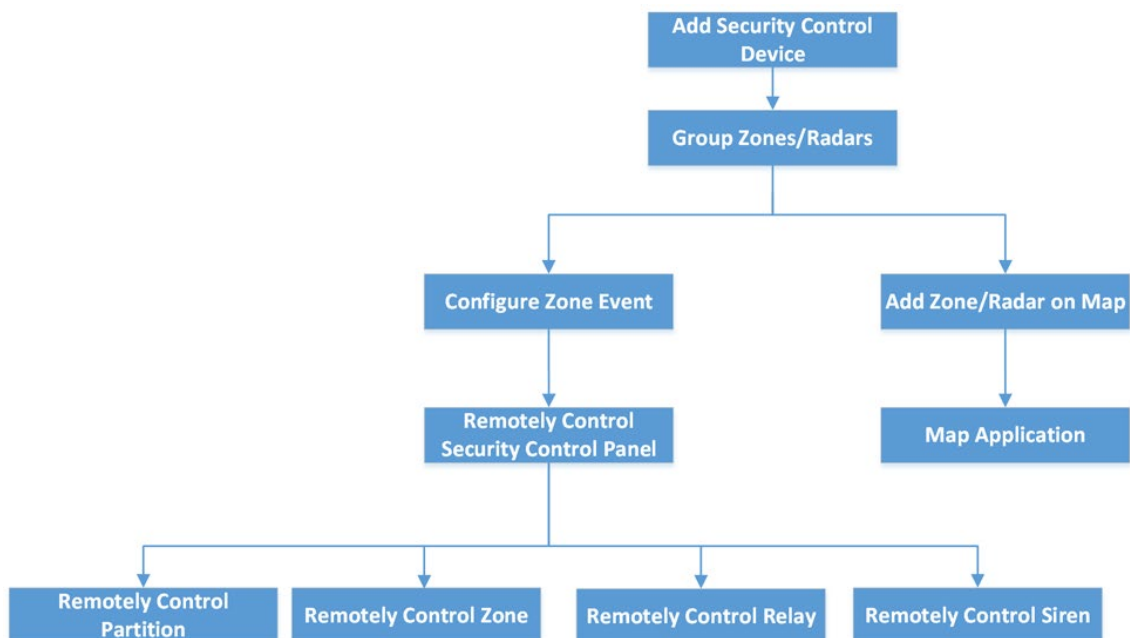 Add Security Control
Device
Group Zones/Radars
Configure Zone Event
Add Zone/Radar on Map
Remotely Control
Security Control Panel
Map Application
Remotely Control
Partition
Remotely Control Zone
Remotely Control Relay
Remotely Control Siren